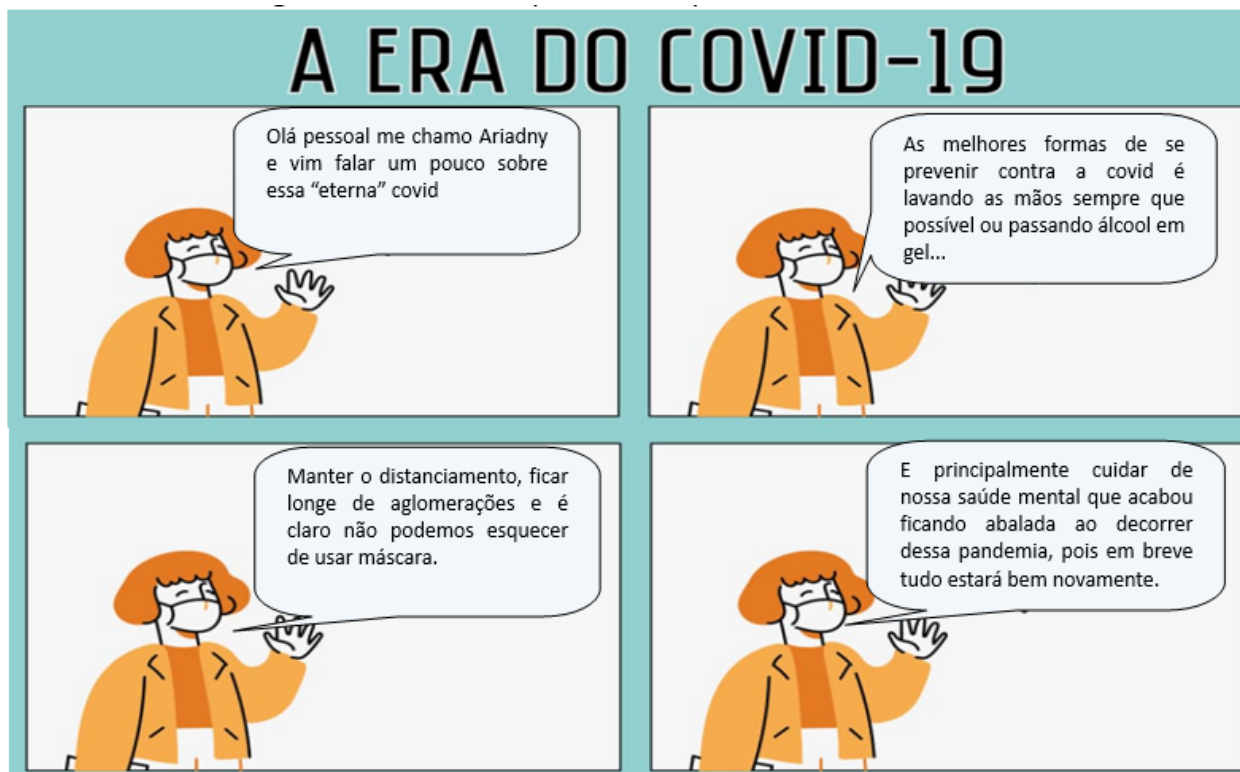 A ERA DO COVID-19
Olá pessoal me chamo Ariadny
e vim falar um pouco sobre
essa “eterna” covid
As melhores formas de se
prevenir contra a covid é
lavando as mãos sempre que
possível ou passando álcool em
gel...
Manter o distanciamento, ficar
longe de aglomerações e é
claro não podemos esquecer
de usar máscara.
E principalmente cuidar de
nossa saúde mental que acabou
ficando abalada ao decorrer
dessa pandemia, pois em breve
tudo estará bem novamente.